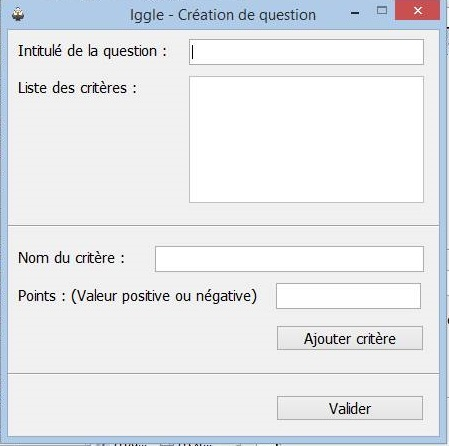 Iggle - Création de question
Intitulé de la question :
Liste des critères :
Nom du critère :
Points : (Valeur positive ou négative)
Ajouter critère
Valider